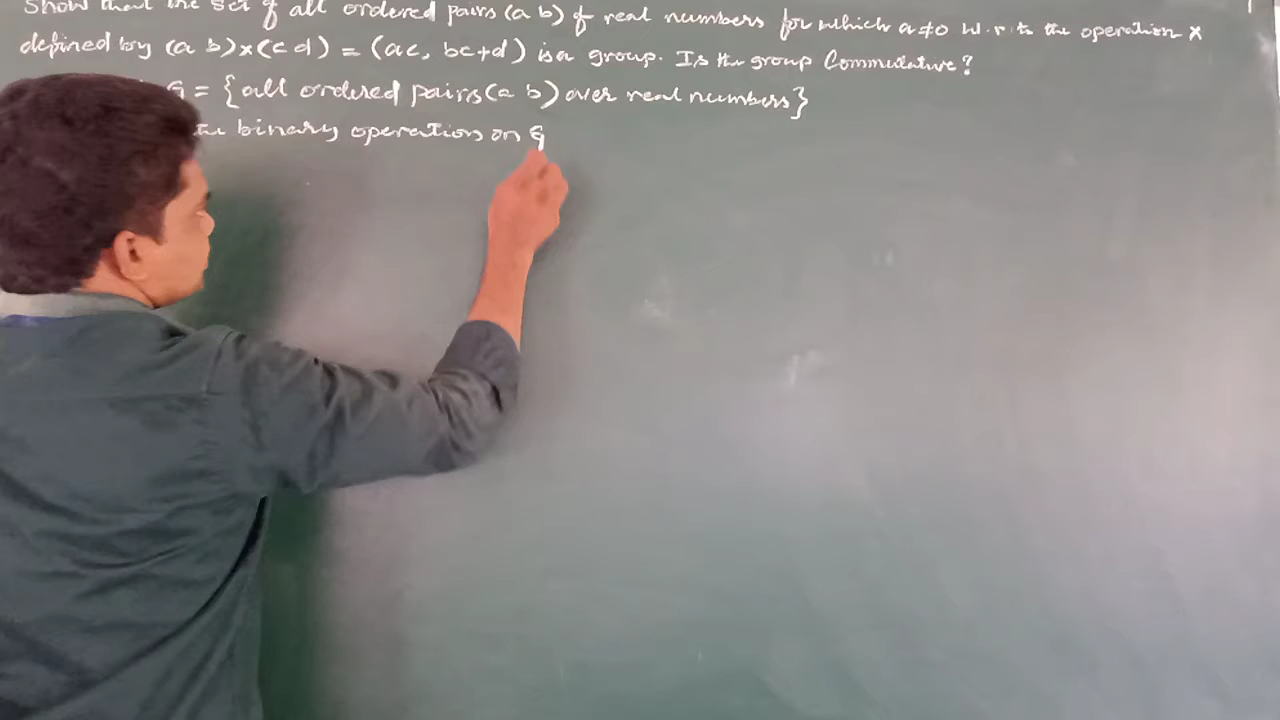 Show that the set of all ordered pairs (a b) of real numbers for which a≠0 w.r.to the operation ×
defined by (a b)×(c d) = (ac, bc+d) is a group. Is the group Commutative?
G = {all ordered pairs (a b) over real numbers}
binary operation on G